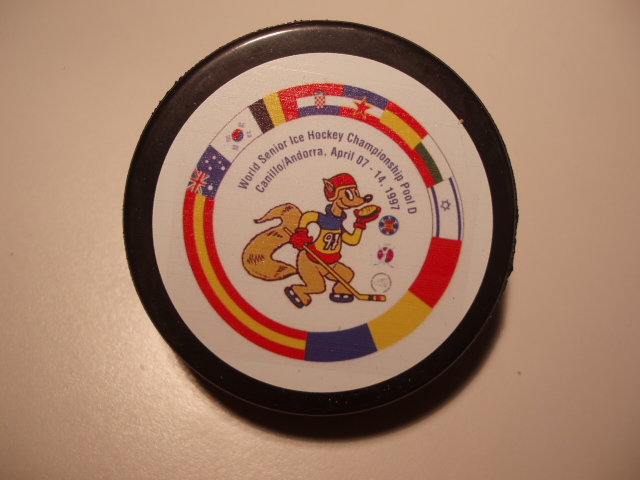 World Senior Ice Hockey Championship Pool D
Canillo/Andorra, April 07 - 14, 1997